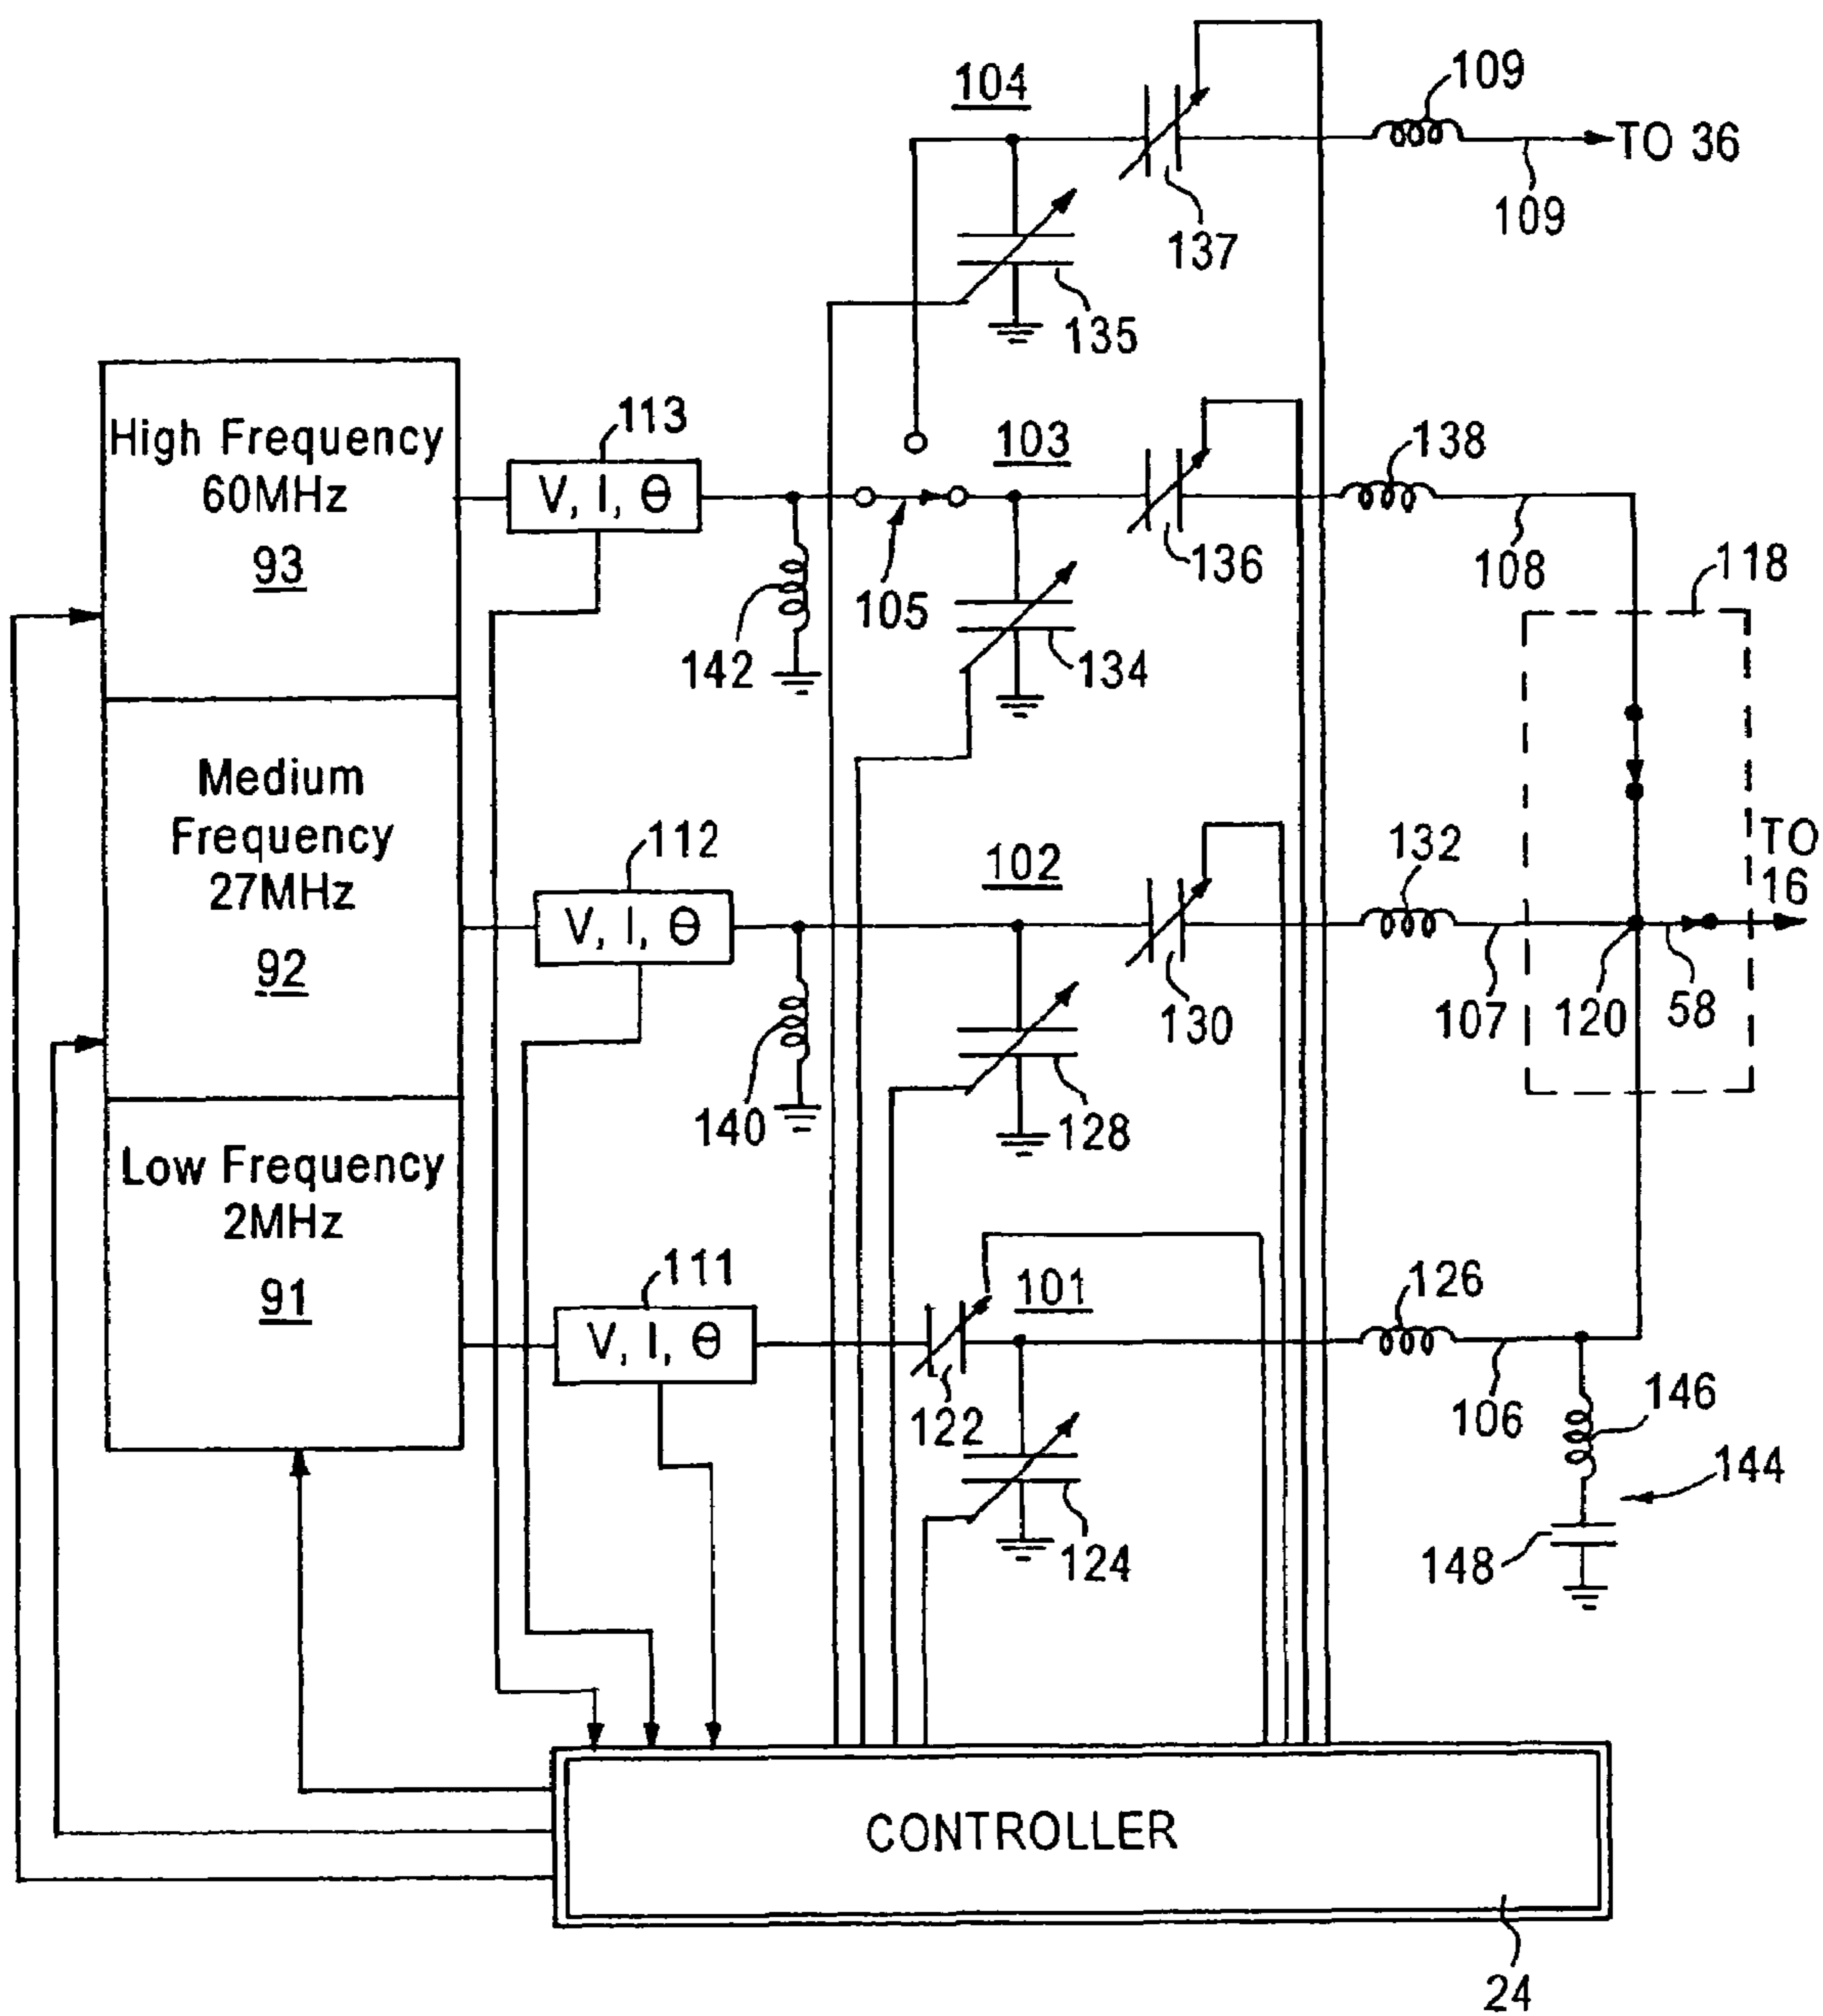 104
109
TO 36
109
137
135
High Frequency
60MHz
93
113
V, I, Θ
103
138
136
108
118
105
142
134
Medium
Frequency
27MHz
92
112
V, I, Θ
102
132
TO
16
130
107
120
58
140
128
Low Frequency
2MHz
91
111
V, I, Θ
101
126
122
106
146
144
124
148
CONTROLLER
24